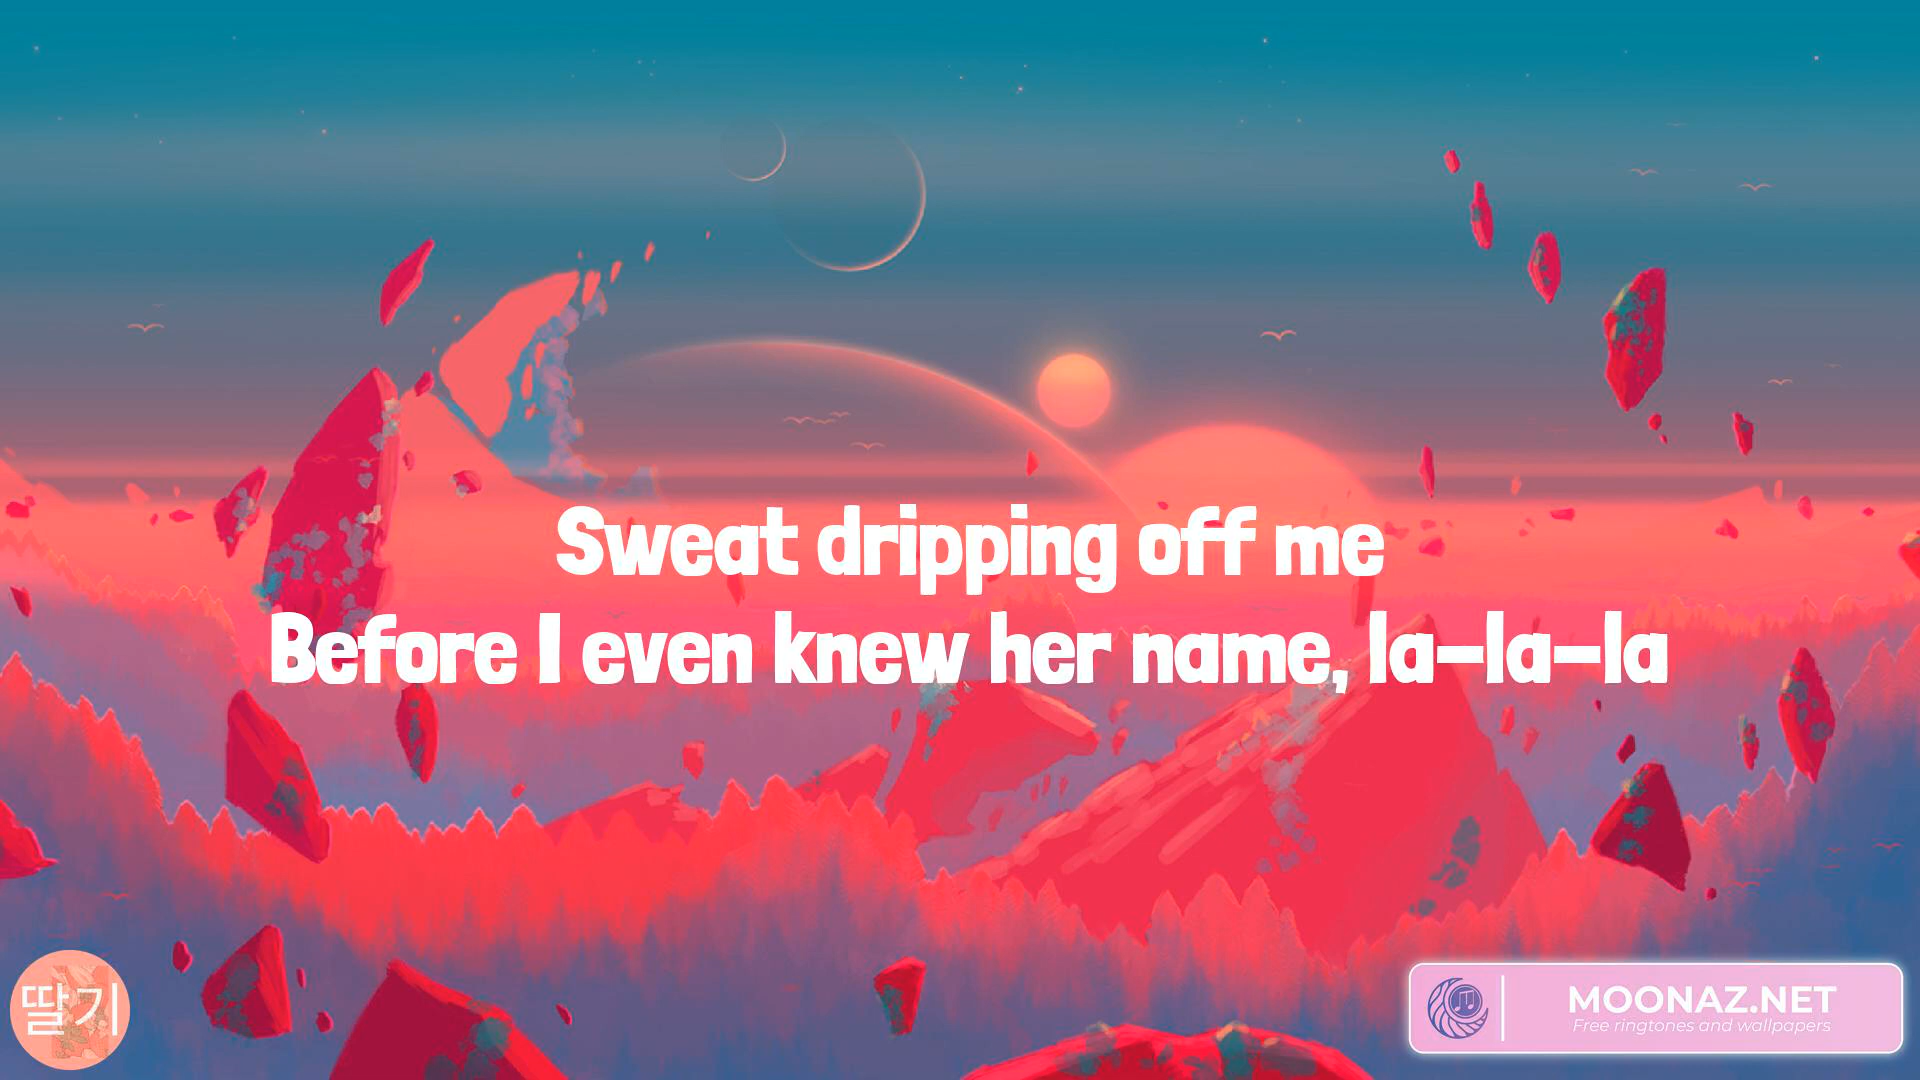 Sweat dripping off me
Before I even knew her name, la-la-la
딸기
MOONAZ.NET
Free ringtones and wallpapers